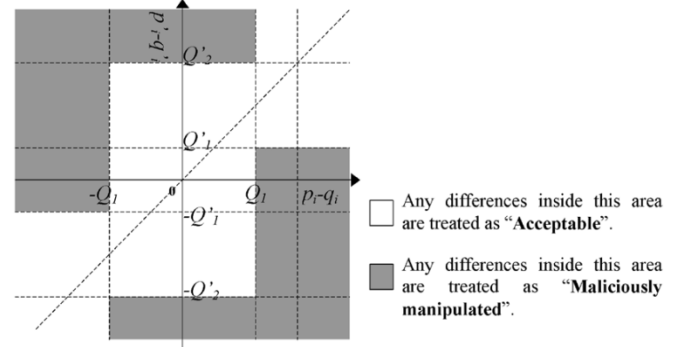 Q'2
Q'1
-Q1
0
Q1
pi-qi
-Q'1
-Q'2
Any differences inside this area
are treated as “Acceptable”.
Any differences inside this area
are treated as “Maliciously
manipulated”.